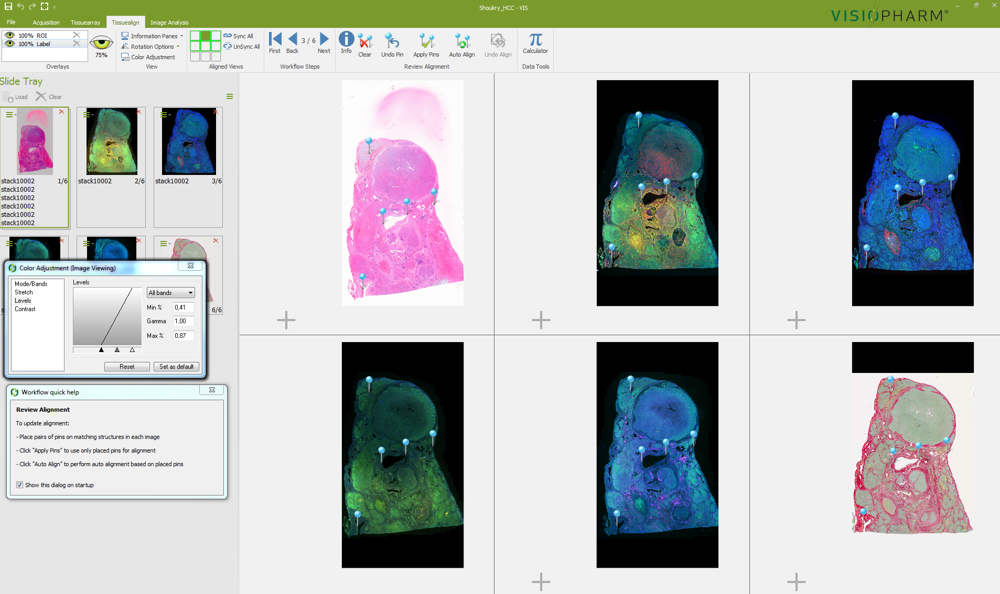 Shoukry_HCC - VIS
VISIOPHARM®
File
Acquisition
Tissuearray
Tissuealign
Image Analysis
100% ROI
100% Label
75%
Overlays
Information Panes
Rotation Options
Color Adjustment
View
Sync All
UnSync All
Aligned Views
First
Back
3 / 6
Next
Workflow Steps
Info
Clear
Undo Pin
Apply Pins
Auto Align
Undo Align
Review Alignment
π
Calculator
Data Tools
Slide Tray
Load
Clear
stack10002 1/6
stack10002
stack10002
stack10002
stack10002
stack10002
stack10002 2/6
stack10002 3/6
6/6
Color Adjustment (Image Viewing)
Mode/Bands
Stretch
Levels
Contrast
Levels
All bands
Min % 0,41
Gamma 1,00
Max % 0,87
Reset
Set as default
Workflow quick help
Review Alignment
To update alignment:
- Place pairs of pins on matching structures in each image
- Click "Apply Pins" to use only placed pins for alignment
- Click "Auto Align" to perform auto alignment based on placed pins
Show this dialog on startup